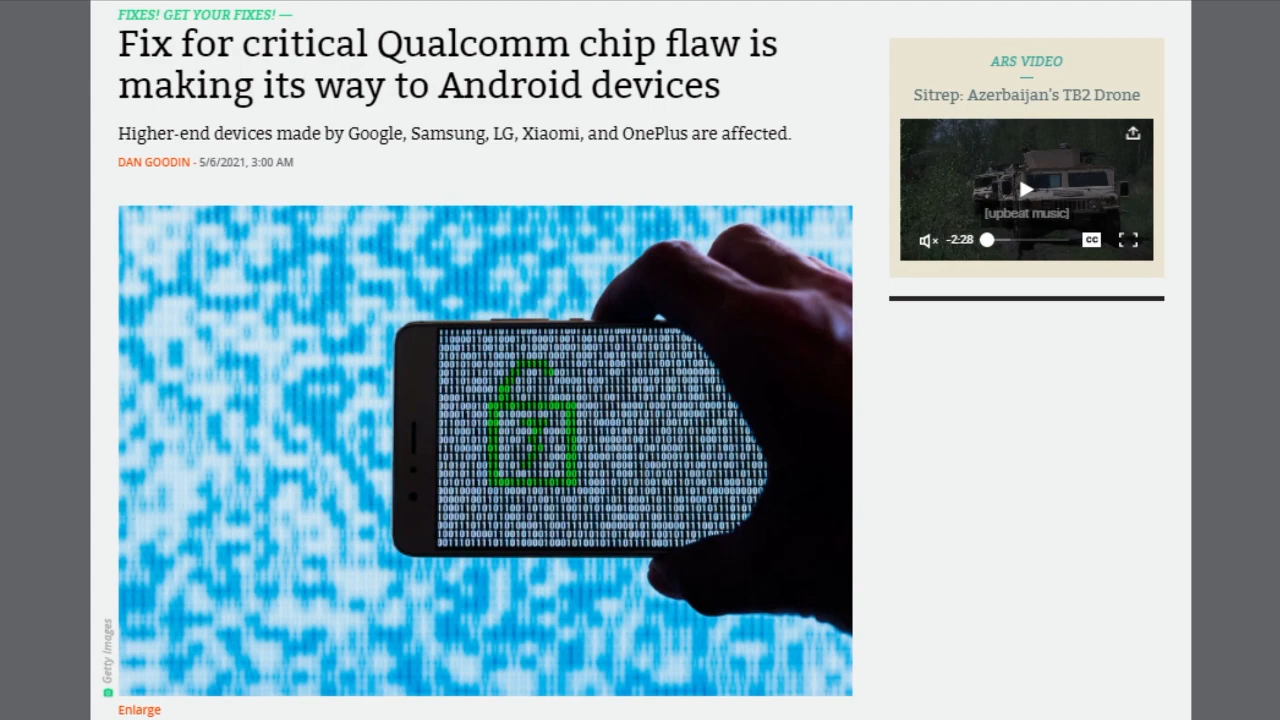 FIXES! GET YOUR FIXES! —
Fix for critical Qualcomm chip flaw is
making its way to Android devices
Higher-end devices made by Google, Samsung, LG, Xiaomi, and OnePlus are affected.
DAN GOODIN - 5/6/2021, 3:00 AM
ARS VIDEO
—
Sitrep: Azerbaijan's TB2 Drone
[upbeat music]
-2:28
CC
Getty Images
Enlarge